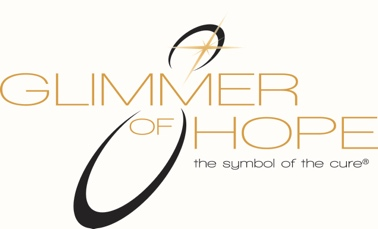 GLIMMER
OF HOPE
the symbol of the cure®